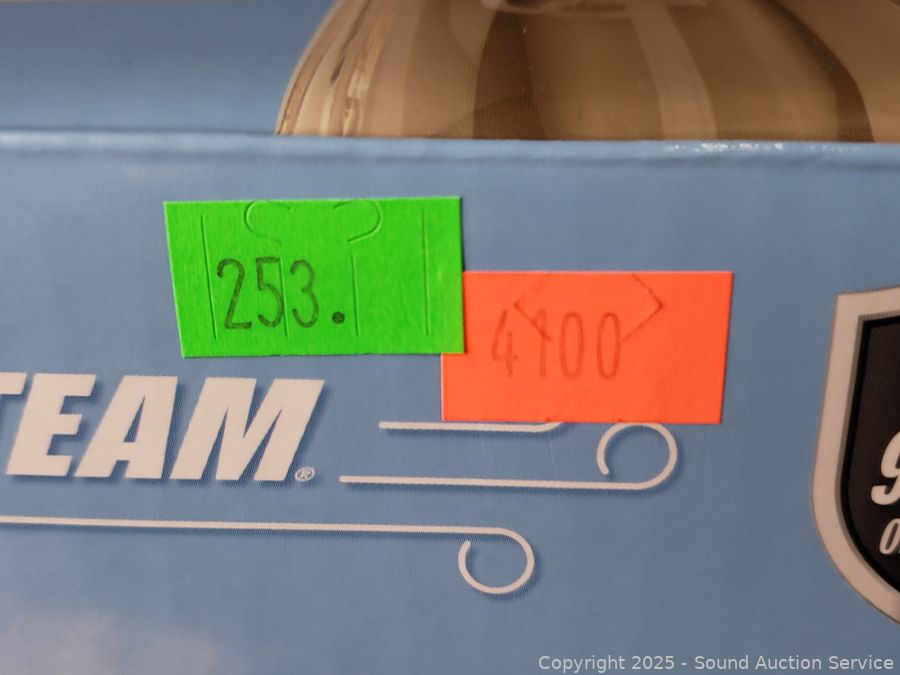 253.
4100
TEAM®
Copyright 2025 - Sound Auction Service